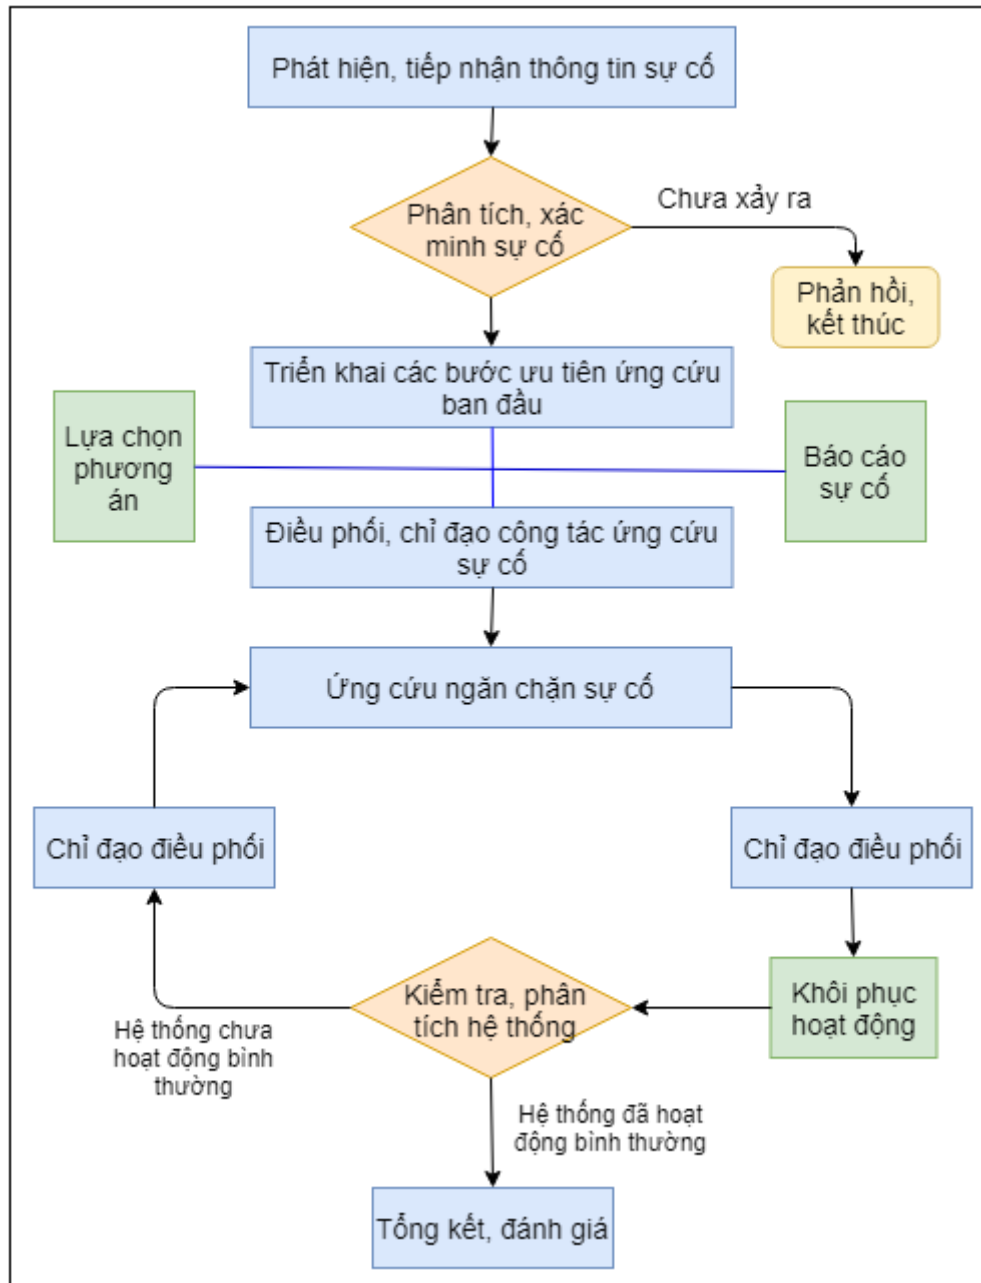 Phát hiện, tiếp nhận thông tin sự cố
Phân tích, xác
minh sự cố
Chưa xảy ra
Phản hồi,
kết thúc
Triển khai các bước ưu tiên ứng cứu
ban đầu
Lựa chọn
phương
án
Báo cáo
sự cố
Điều phối, chỉ đạo công tác ứng cứu
sự cố
Ứng cứu ngăn chặn sự cố
Chỉ đạo điều phối
Chỉ đạo điều phối
Kiểm tra, phân
tích hệ thống
Khôi phục
hoạt động
Hệ thống chưa
hoạt động bình
thường
Hệ thống đã hoạt
động bình thường
Tổng kết, đánh giá